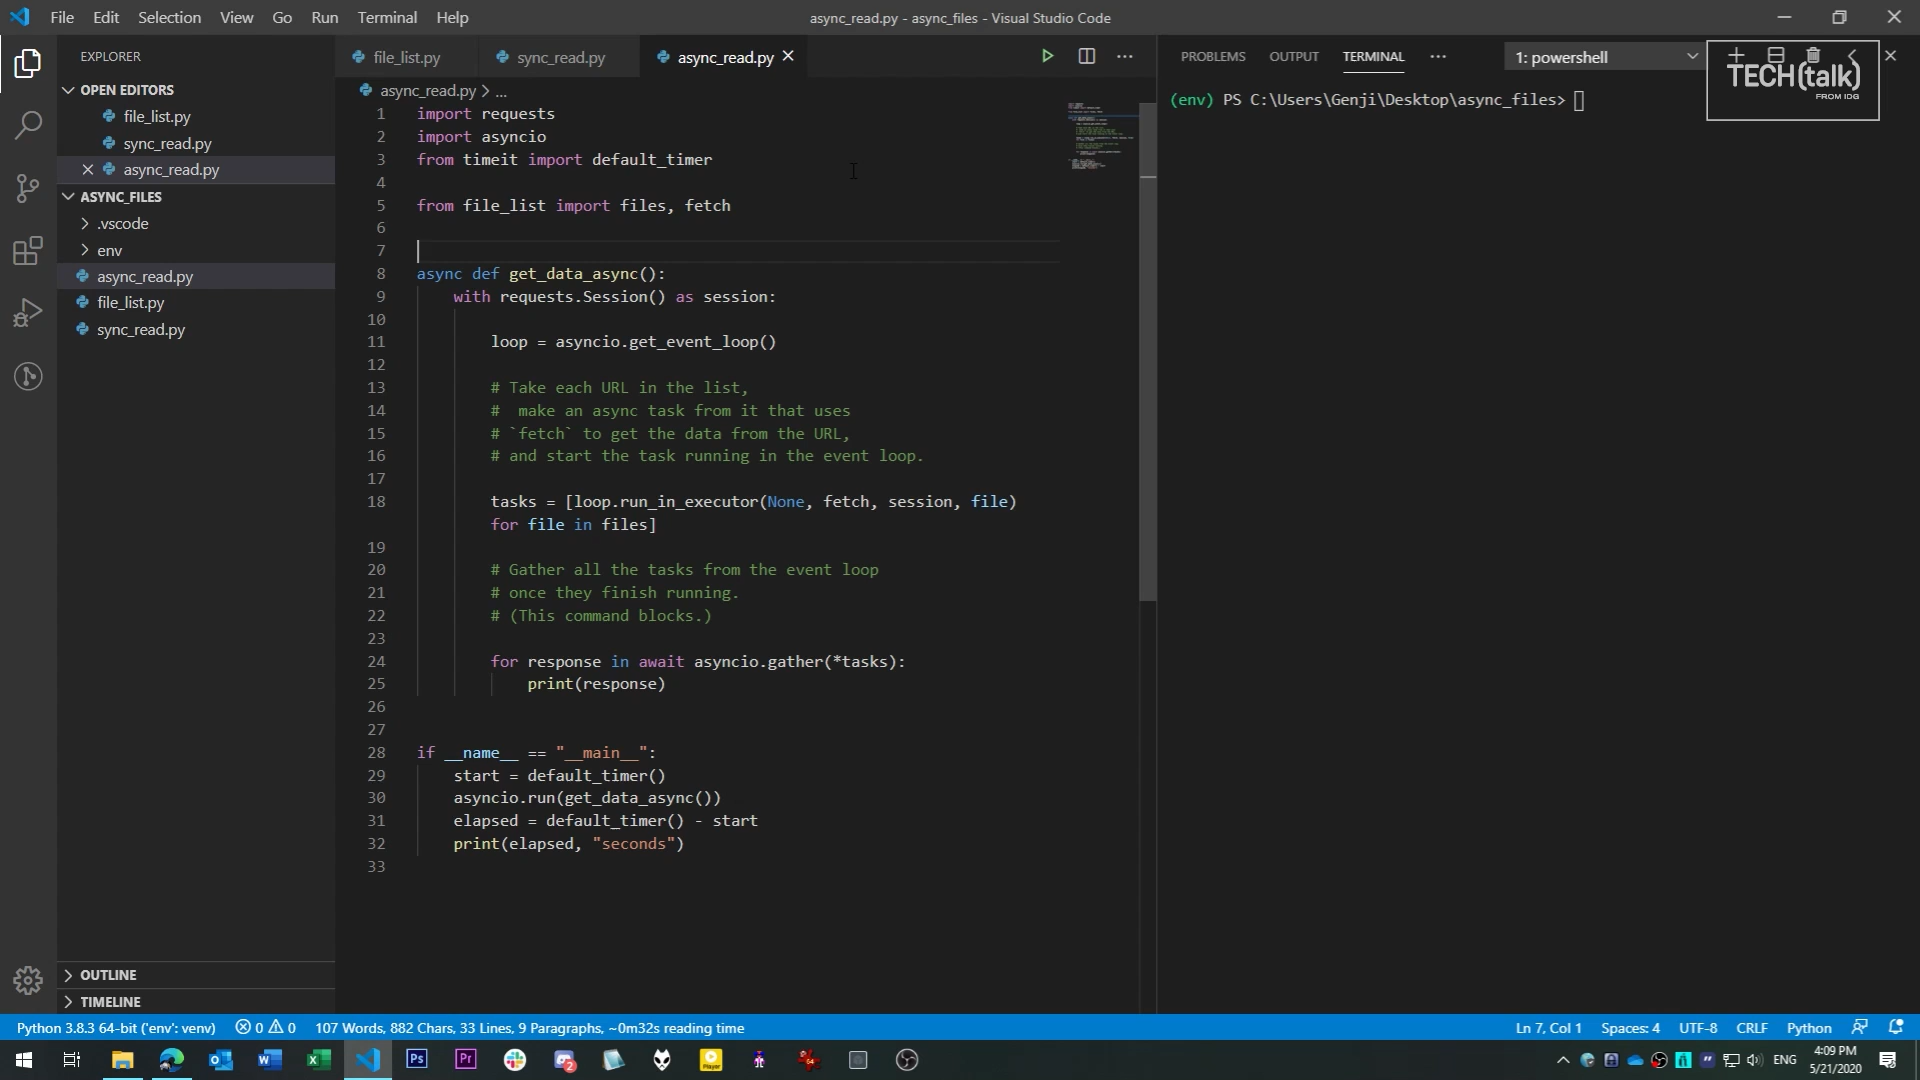 File Edit Selection View Go Run Terminal Help
async_read.py - async_files - Visual Studio Code
EXPLORER
OPEN EDITORS
file_list.py
sync_read.py
async_read.py
ASYNC_FILES
.vscode
env
async_read.py
file_list.py
sync_read.py
OUTLINE
TIMELINE
file_list.py sync_read.py async_read.py
async_read.py > ...
1 import requests
2 import asyncio
3 from timeit import default_timer
4
5 from file_list import files, fetch
6
7
8 async def get_data_async():
9 with requests.Session() as session:
10
11 loop = asyncio.get_event_loop()
12
13 # Take each URL in the list,
14 #  make an async task from it that uses
15 # `fetch` to get the data from the URL,
16 # and start the task running in the event loop.
17
18 tasks = [loop.run_in_executor(None, fetch, session, file)
for file in files]
19
20 # Gather all the tasks from the event loop
21 # once they finish running.
22 # (This command blocks.)
23
24 for response in await asyncio.gather(*tasks):
25 print(response)
26
27
28 if __name__ == "__main__":
29 start = default_timer()
30 asyncio.run(get_data_async())
31 elapsed = default_timer() - start
32 print(elapsed, "seconds")
33
PROBLEMS OUTPUT TERMINAL ... 1: powershell
TECH(talk)
FROM IDG
(env) PS C:\Users\Genji\Desktop\async_files>
Python 3.8.3 64-bit ('env': venv) 0 0 107 Words, 882 Chars, 33 Lines, 9 Paragraphs, ~0m32s reading time Ln 7, Col 1 Spaces: 4 UTF-8 CRLF Python
Ps Pr 2 Player 64 ENG 4:09 PM
5/21/2020